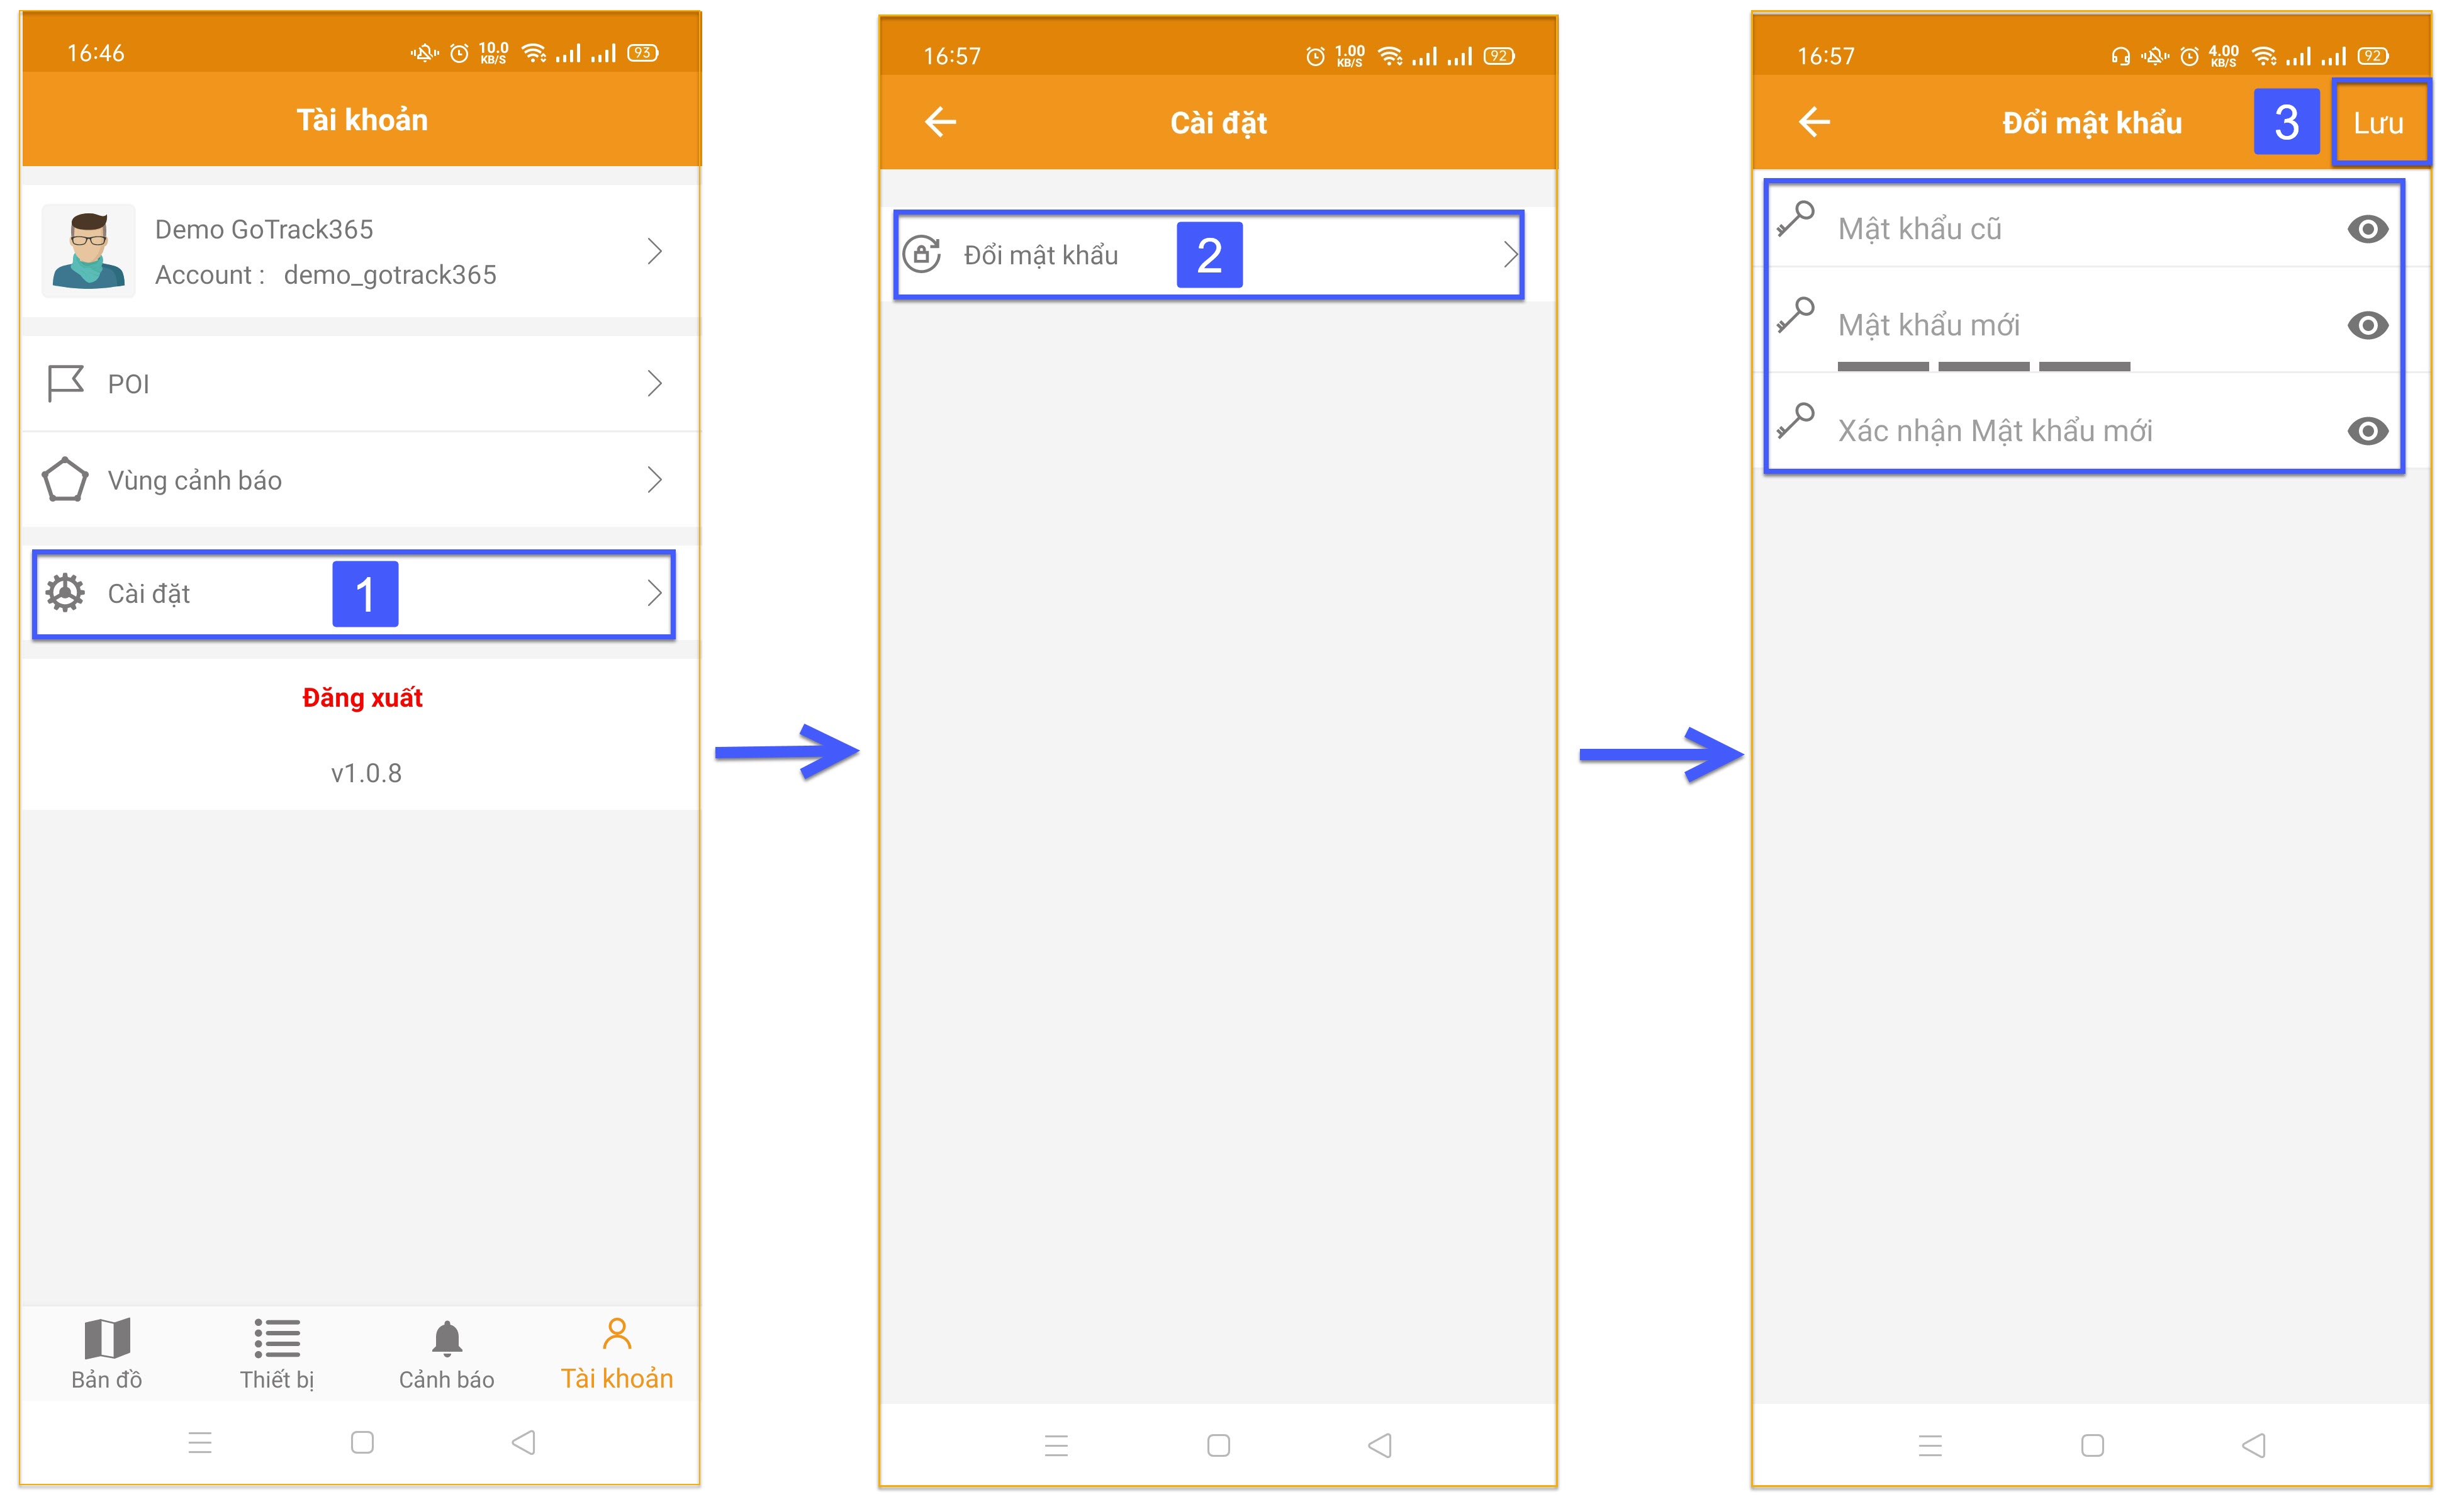 16:46
10.0
KB/S
93
Tài khoản
Demo GoTrack365
Account : demo_gotrack365
POI
Vùng cảnh báo
Cài đặt
1
Đăng xuất
v1.0.8
Bản đồ
Thiết bị
Cảnh báo
Tài khoản
16:57
1.00
KB/S
92
Cài đặt
Đổi mật khẩu
2
16:57
4.00
KB/S
92
Đổi mật khẩu
3
Lưu
Mật khẩu cũ
Mật khẩu mới
Xác nhận Mật khẩu mới